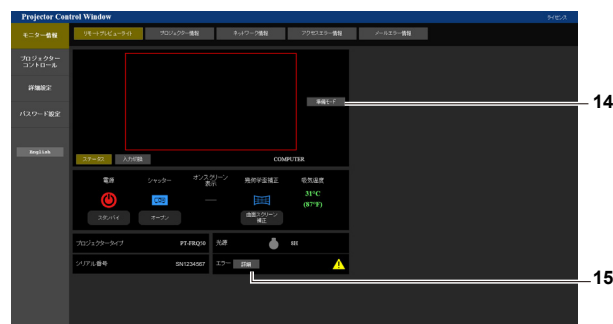 Projector Control Window
ライセンス
モニター情報
リモートプレビューライト
プロジェクター情報
ネットワーク情報
アクセスエラー情報
メールエラー情報
プロジェクター
コントロール
詳細設定
パスワード設定
English
準備モード
14
ステータス
入力切替
COMPUTER
電源
シャッター
オンスクリーン
表示
幾何学歪補正
吸気温度
31°C
(87°F)
スタンバイ
オープン
曲面スクリーン
補正
プロジェクタータイプ
PT-FRQ50
光源
8H
シリアル番号
SN1234567
エラー
詳細
15